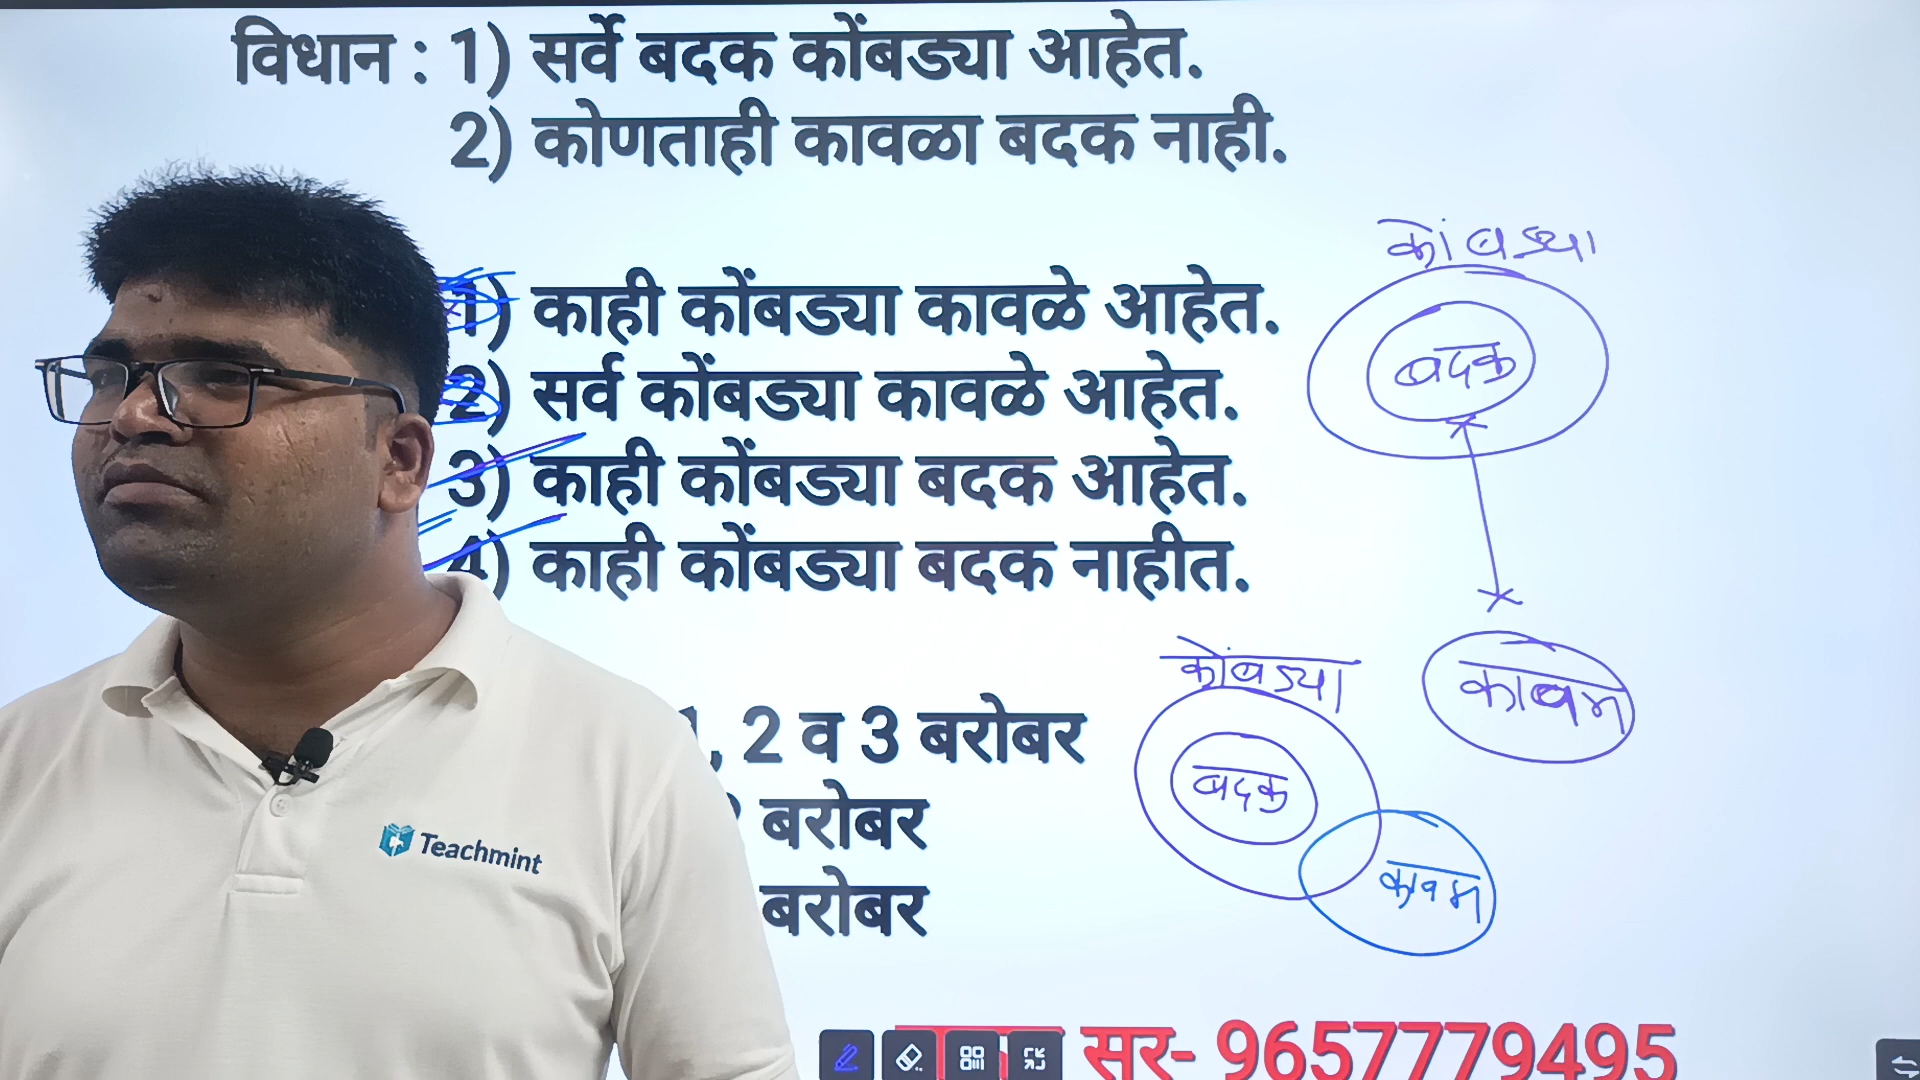 विधान : 1) सर्वे बदक कोंबड्या आहेत.
2) कोणताही कावळा बदक नाही.
1) काही कोंबड्या कावळे आहेत.
2) सर्व कोंबड्या कावळे आहेत.
3) काही कोंबड्या बदक आहेत.
4) काही कोंबड्या बदक नाहीत.
1, 2 व 3 बरोबर
बरोबर
बरोबर
कोंबड्या
बदक
कोंबड्या
बदक
Teachmint
सर- 9657779495